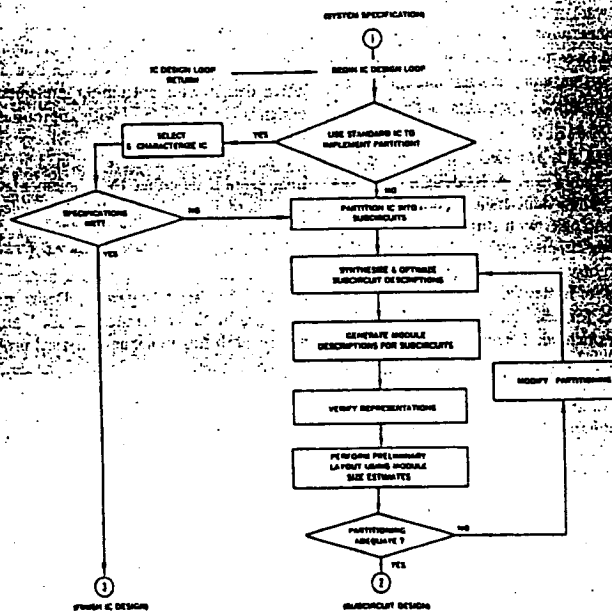 (SYSTEM SPECIFICATION)
1
IC DESIGN LOOP
RETURN
BEGIN IC DESIGN LOOP
SELECT
& CHARACTERIZE IC
YES
USE STANDARD IC TO
IMPLEMENT PARTITION?
NO
SPECIFICATIONS
MET?
NO
PARTITION IC INTO
SUBCIRCUITS
YES
SYNTHESIZE & OPTIMIZE
SUBCIRCUIT DESCRIPTIONS
GENERATE MODULE
DESCRIPTIONS FOR SUBCIRCUITS
MODIFY PARTITIONING
VERIFY REPRESENTATIONS
PERFORM PRELIMINARY
LAYOUT USING MODULE
SIZE ESTIMATES
PARTITIONING
ADEQUATE ?
NO
YES
3
2
(FINISH IC DESIGN)
(SUBCIRCUIT DESIGN)